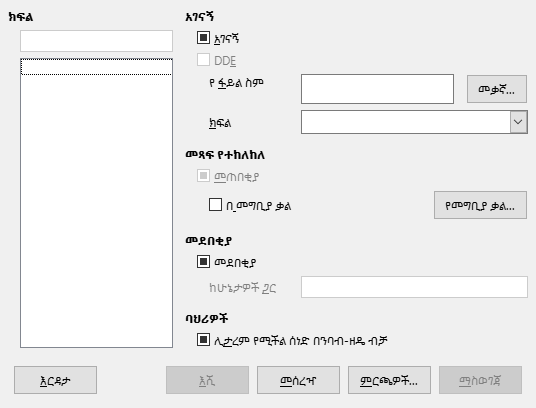 ክፍል
አገናኝ
አገናኝ
DDE
የ ፋይል ስም
መቃኛ...
ክፍል
መጻፍ የተከለከለ
መጠበቂያ
በ መግቢያ ቃል
የመግቢያ ቃል...
መደበቂያ
መደበቂያ
ከሁኔታዎች ጋር
ባህሪዎች
ሊታረም የሚችል ሰነድ በንባብ-ዘዴ ብቻ
እርዳታ
እሺ
መሰረዣ
ምርጫዎች...
ማስወገጃ